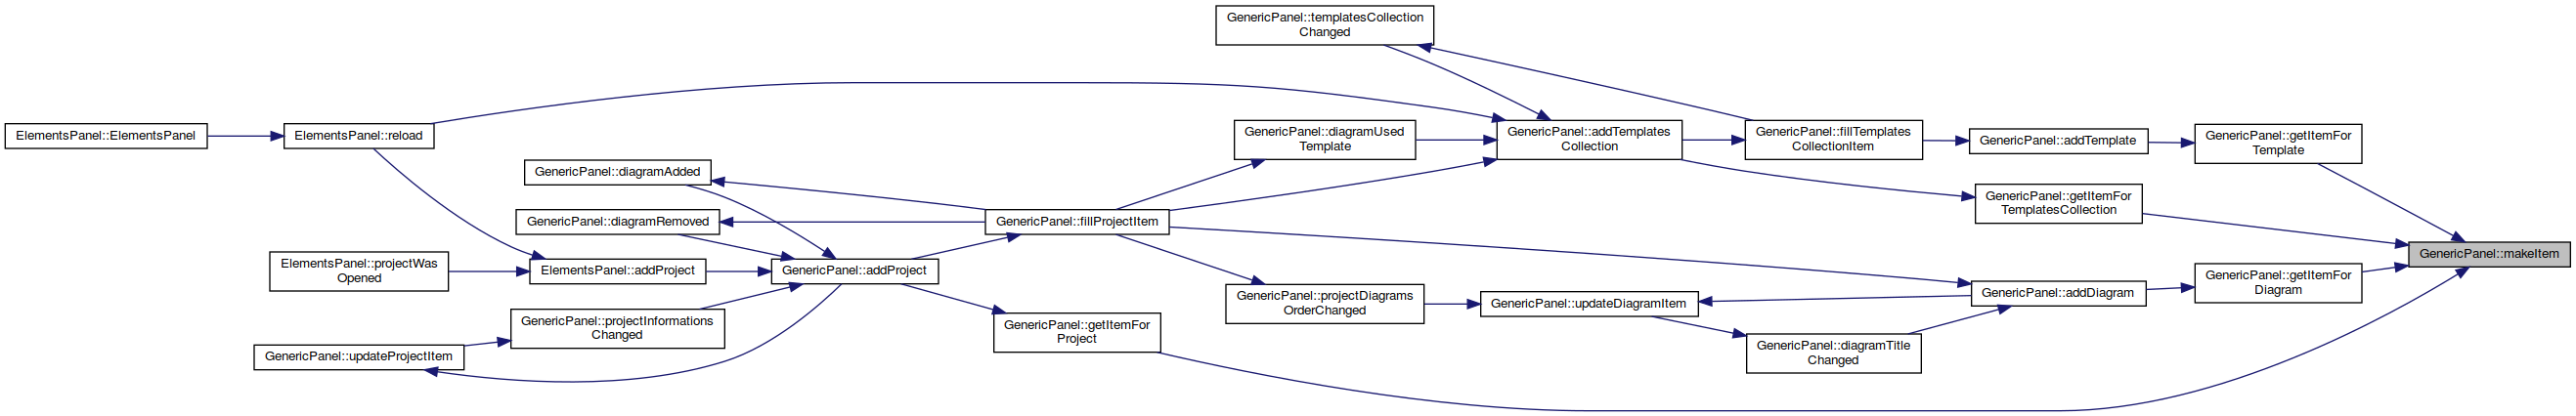 GenericPanel::templatesCollection
Changed
ElementsPanel::ElementsPanel
ElementsPanel::reload
GenericPanel::diagramUsed
Template
GenericPanel::addTemplates
Collection
GenericPanel::fillTemplates
CollectionItem
GenericPanel::addTemplate
GenericPanel::getItemFor
Template
GenericPanel::diagramAdded
GenericPanel::getItemFor
TemplatesCollection
GenericPanel::diagramRemoved
GenericPanel::fillProjectItem
GenericPanel::makeItem
ElementsPanel::projectWas
Opened
ElementsPanel::addProject
GenericPanel::addProject
GenericPanel::getItemFor
Diagram
GenericPanel::projectDiagrams
OrderChanged
GenericPanel::updateDiagramItem
GenericPanel::addDiagram
GenericPanel::projectInformations
Changed
GenericPanel::getItemFor
Project
GenericPanel::diagramTitle
Changed
GenericPanel::updateProjectItem